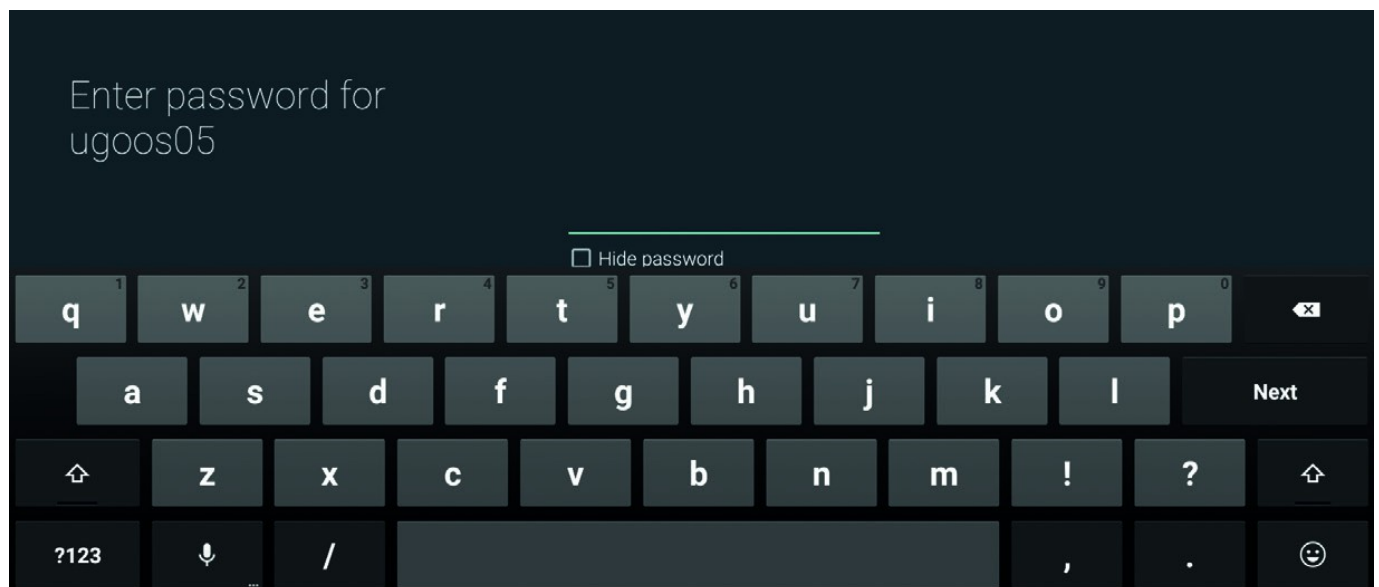 Enter password for
ugoos05
Hide password
q 1 w 2 e 3 r 4 t 5 y 6 u 7 i 8 o 9 p 0
a s d f g h j k l Next
z x c v b n m ! ?
?123 / , .